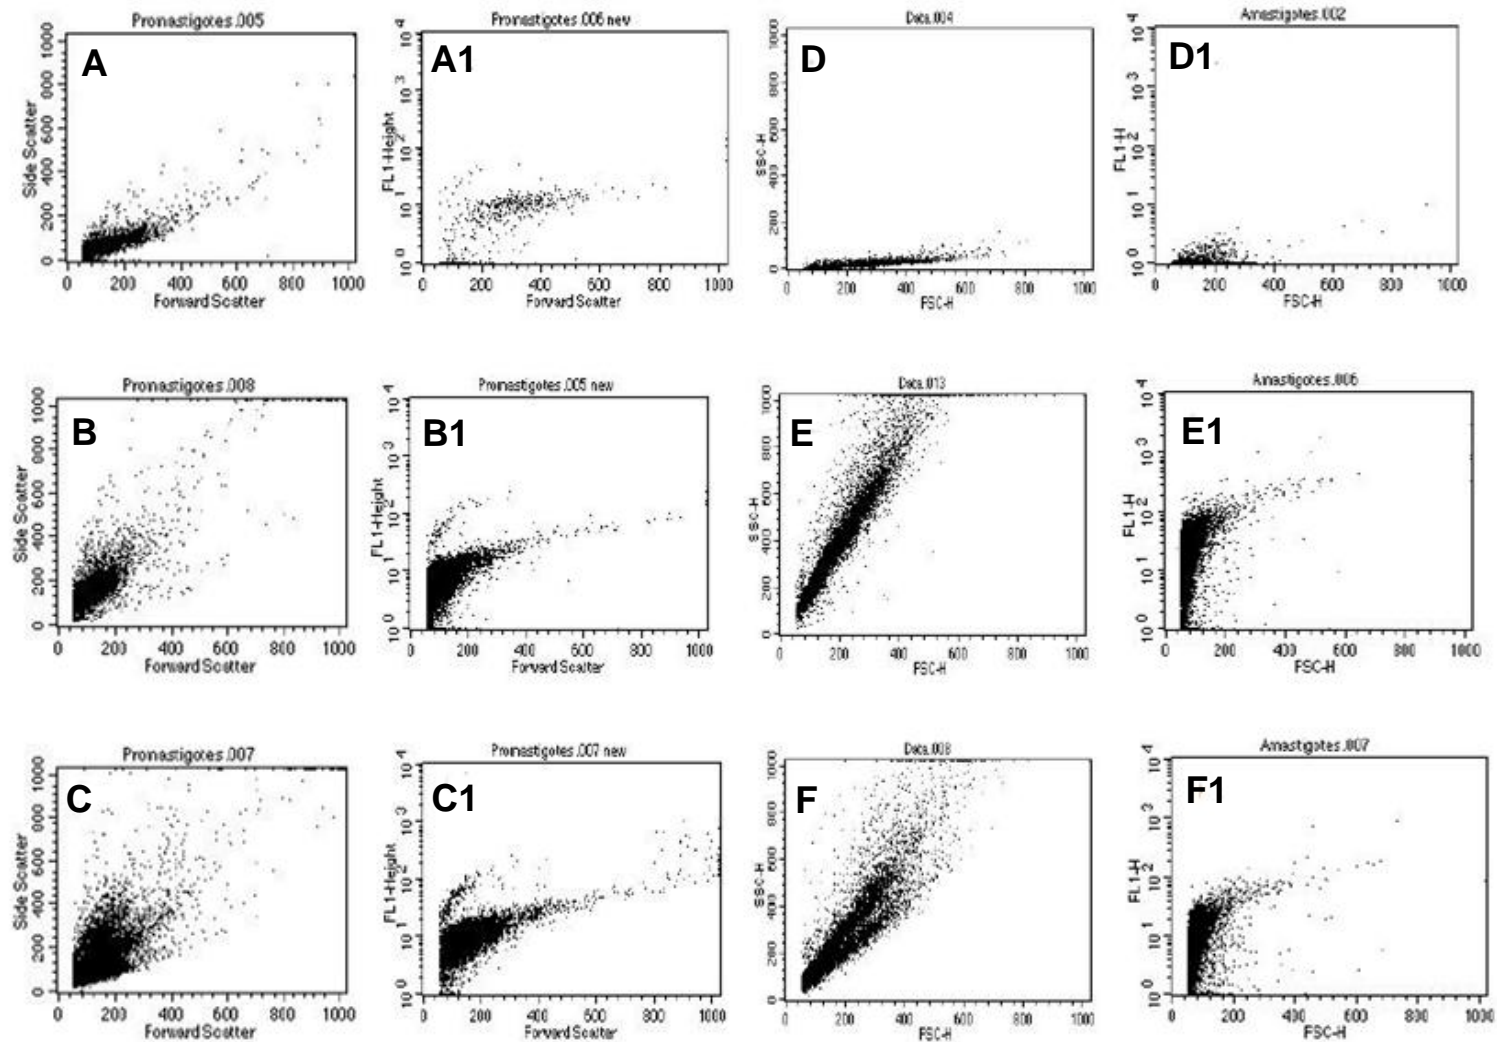 Pronastigotes.005
A
Side Scatter
0 200 400 600 800 1000
0 200 400 600 800 1000
Forward Scatter
Promastigotes.006 new
A1
FL1-Height
10 0 10 1 10 2 10 3 10 4
0 200 400 600 800 1000
Forward Scatter
Data.004
D
SSC-H
0 200 400 600 800 1000
0 200 400 600 800 1000
FSC-H
Amastigotes.002
D1
FL1-H
10 0 10 1 10 2 10 3 10 4
0 200 400 600 800 1000
FSC-H
Pronastigotes.008
B
Side Scatter
0 200 400 600 800 1000
0 200 400 600 800 1000
Forward Scatter
Promastigotes.005 new
B1
FL1-Height
10 0 10 1 10 2 10 3 10 4
0 200 400 600 800 1000
Forward Scatter
Data.013
E
SSC-H
0 200 400 600 800 1000
0 200 400 600 800 1000
FSC-H
Amastigotes.006
E1
FL1-H
10 0 10 1 10 2 10 3 10 4
0 200 400 600 800 1000
FSC-H
Pronastigotes.007
C
Side Scatter
0 200 400 600 800 1000
0 200 400 600 800 1000
Forward Scatter
Promastigotes.007 new
C1
FL1-Height
10 0 10 1 10 2 10 3 10 4
0 200 400 600 800 1000
Forward Scatter
Data.008
F
SSC-H
0 200 400 600 800 1000
0 200 400 600 800 1000
FSC-H
Amastigotes.007
F1
FL1-H
10 0 10 1 10 2 10 3 10 4
0 200 400 600 800 1000
FSC-H